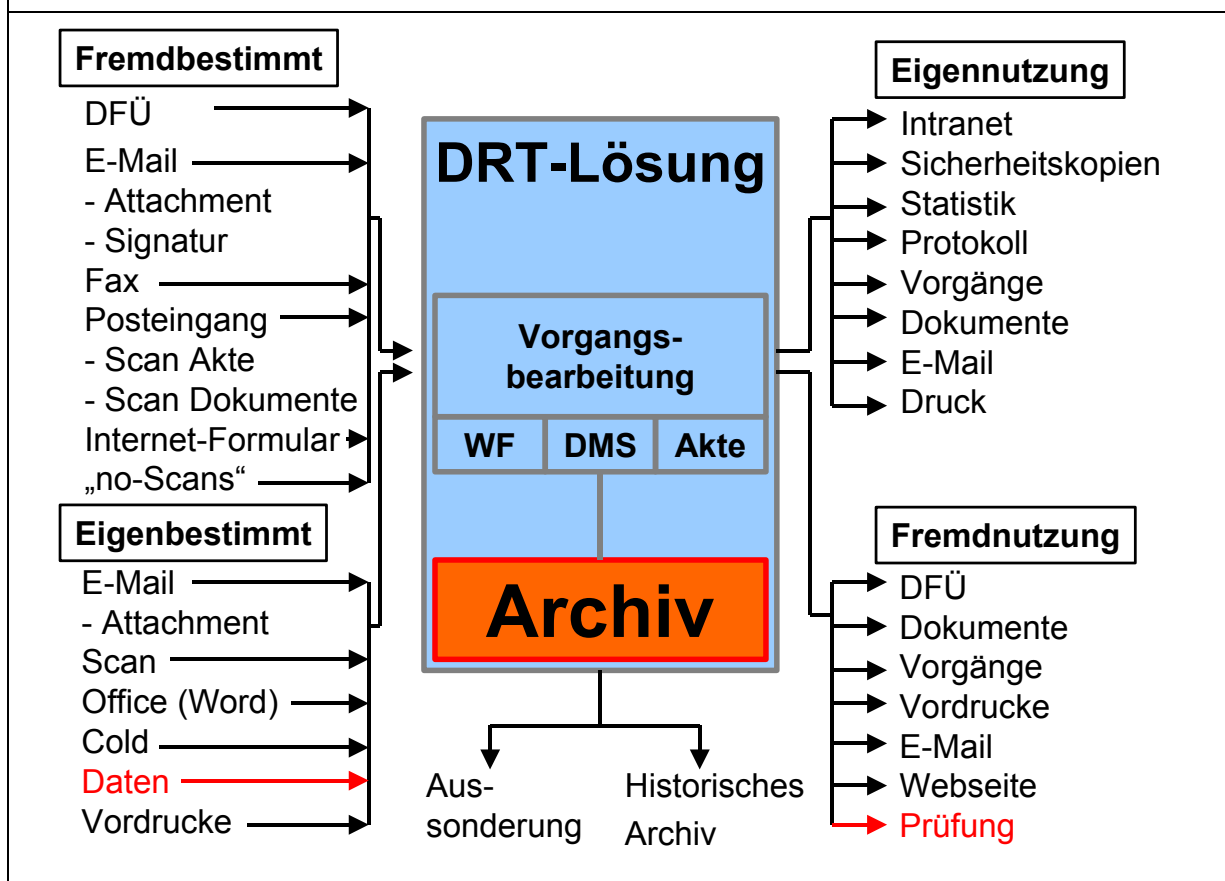 Fremdbestimmt
DFÜ
E-Mail
- Attachment
- Signatur
Fax
Posteingang
- Scan Akte
- Scan Dokumente
Internet-Formular
„no-Scans“
Eigenbestimmt
E-Mail
- Attachment
Scan
Office (Word)
Cold
Daten
Vordrucke
DRT-Lösung
Vorgangs-
bearbeitung
WF DMS Akte
Archiv
Aus-
sonderung
Historisches
Archiv
Eigennutzung
Intranet
Sicherheitskopien
Statistik
Protokoll
Vorgänge
Dokumente
E-Mail
Druck
Fremdnutzung
DFÜ
Dokumente
Vorgänge
Vordrucke
E-Mail
Webseite
Prüfung